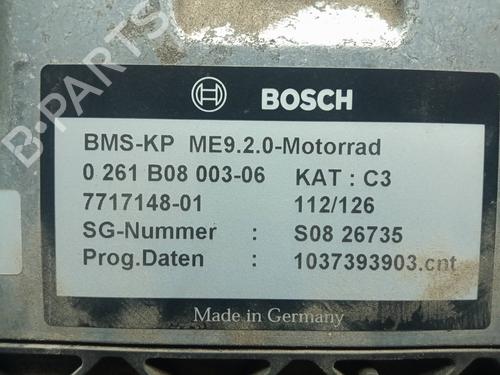 B-PARTS
BOSCH
BMS-KP ME9.2.0-Motorrad
0 261 B08 003-06 KAT : C3
7717148-01 112/126
SG-Nummer : S08 26735
Prog.Daten : 1037393903.cnt
Made in Germany